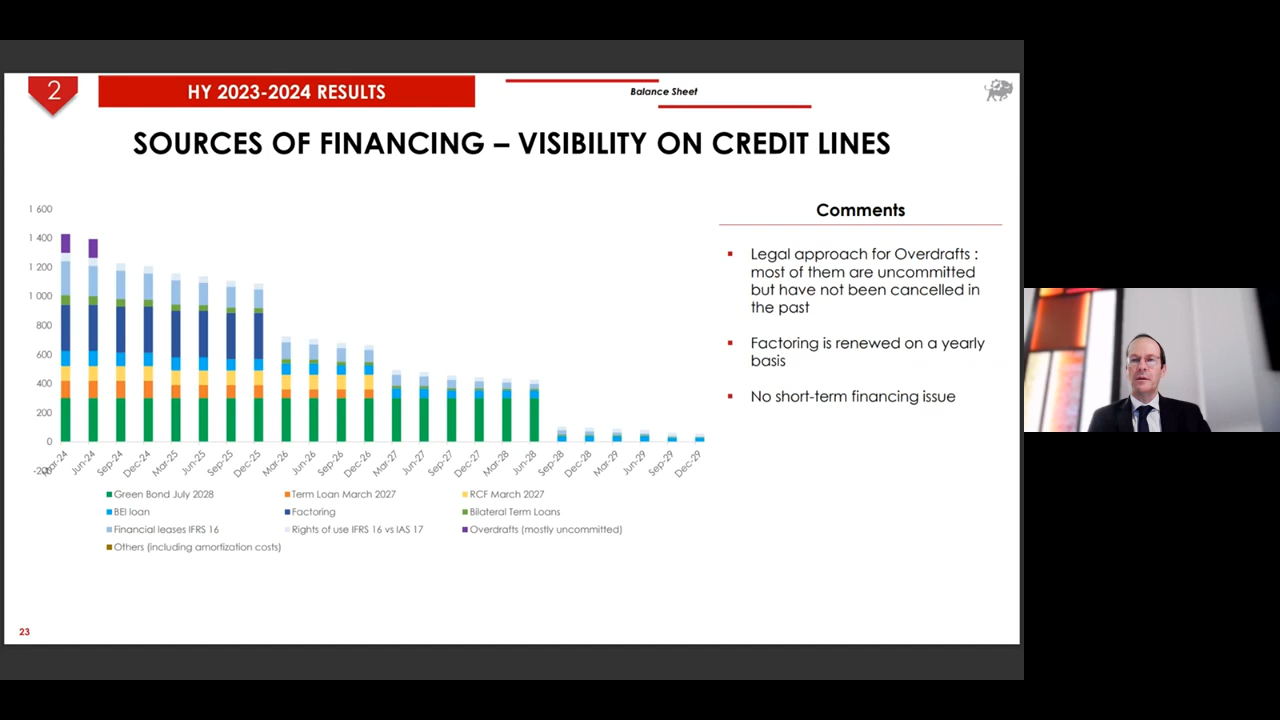 2
HY 2023-2024 RESULTS
Balance Sheet
SOURCES OF FINANCING – VISIBILITY ON CREDIT LINES
1 600
1 400
1 200
1 000
800
600
400
200
0
Mar-24 Jun-24 Sep-24 Dec-24 Mar-25 Jun-25 Sep-25 Dec-25 Mar-26 Jun-26 Sep-26 Dec-26 Mar-27 Jun-27 Sep-27 Dec-27 Mar-28 Jun-28 Sep-28 Dec-28 Mar-29 Jun-29 Sep-29 Dec-29
Green Bond July 2028 Term Loan March 2027 RCF March 2027
BEI loan Factoring Bilateral Term Loans
Financial leases IFRS 16 Rights of use IFRS 16 vs IAS 17 Overdrafts (mostly uncommitted)
Others (including amortization costs)
Comments
Legal approach for Overdrafts :
most of them are uncommitted
but have not been cancelled in
the past
Factoring is renewed on a yearly
basis
No short-term financing issue
23